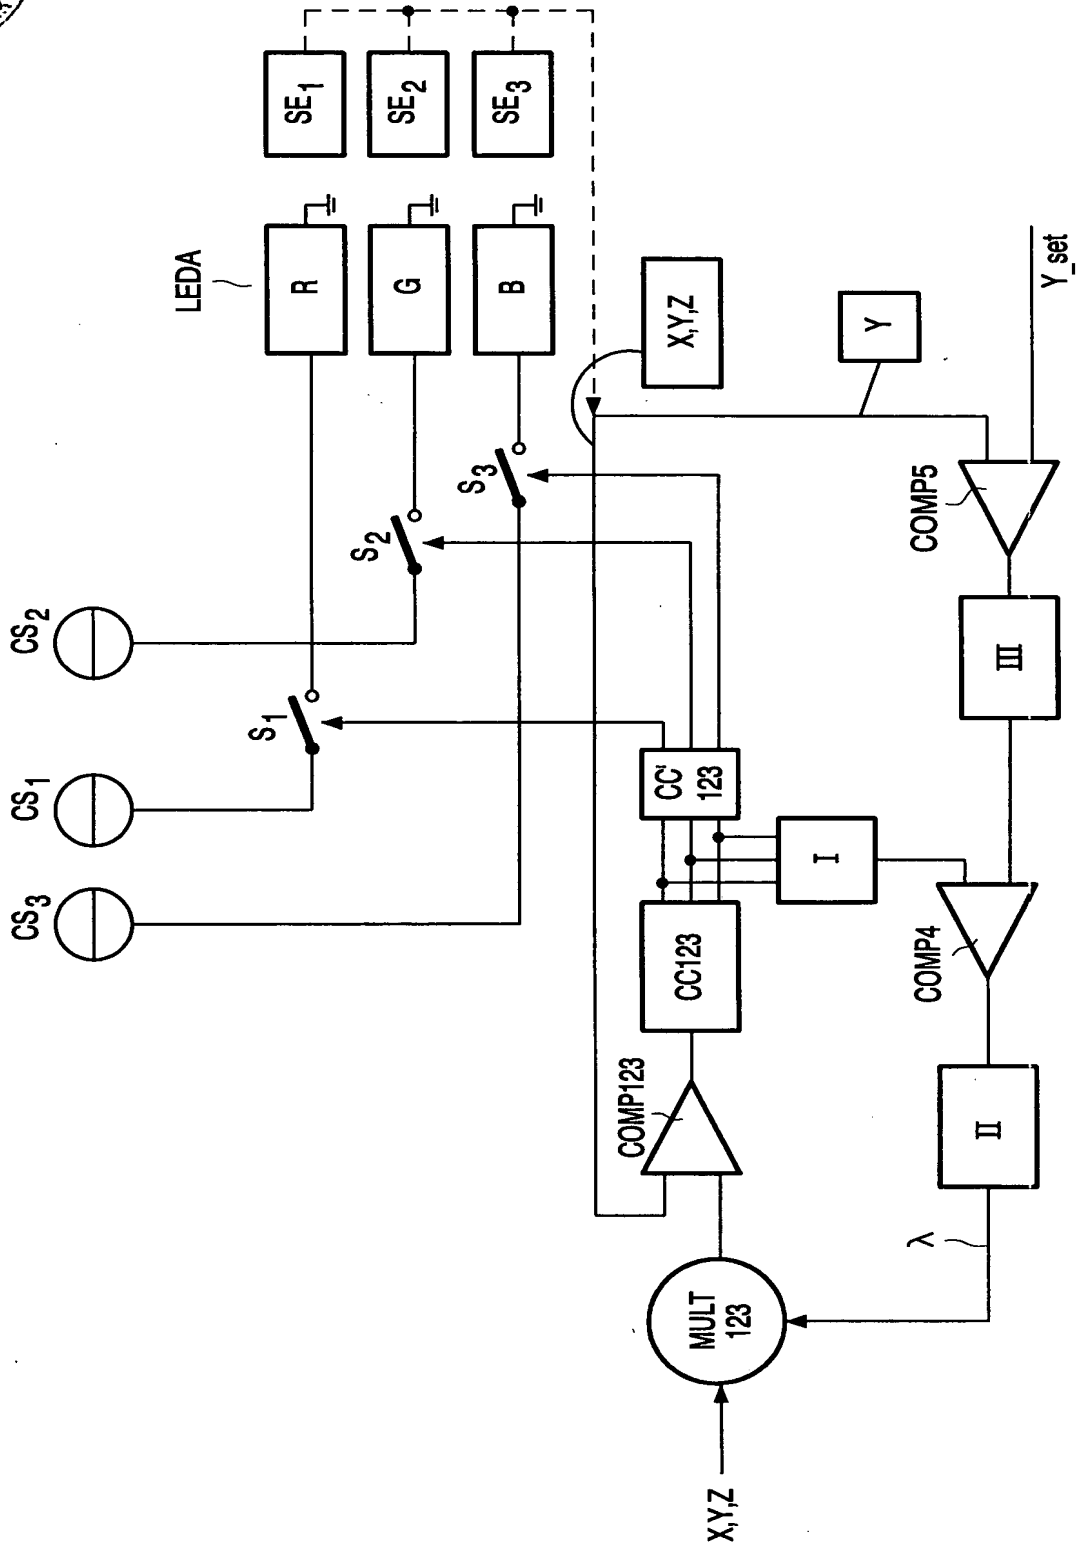 CS3
CS1
CS2
S1
S2
S3
LEDA
R
G
B
SE1
SE2
SE3
X,Y,Z
MULT
123
COMP123
CC123
CC'
123
I
X,Y,Z
Y
λ
II
COMP4
III
COMP5
Y_set